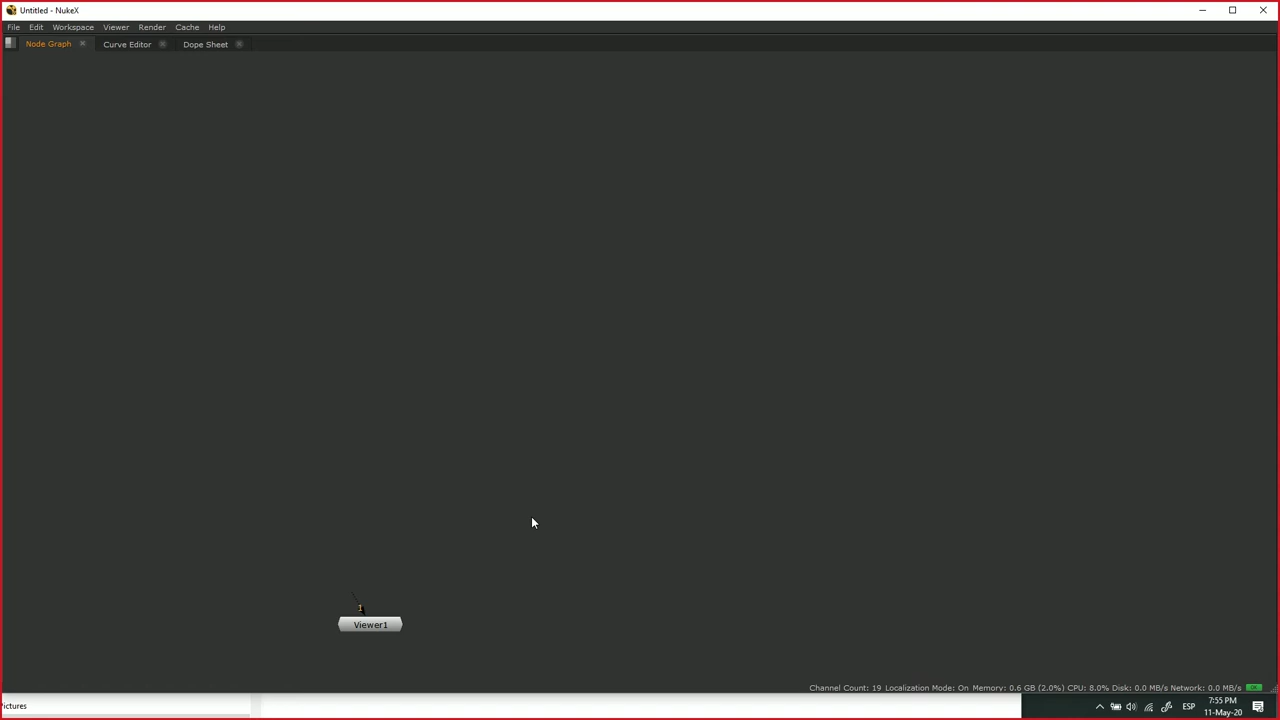 Untitled - NukeX
File Edit Workspace Viewer Render Cache Help
Node Graph Curve Editor Dope Sheet
1
Viewer1
Channel Count: 19 Localization Mode: On Memory: 0.6 GB (2.0%) CPU: 8.0% Disk: 0.0 MB/s Network: 0.0 MB/s
ictures
ESP
7:55 PM
11-May-20